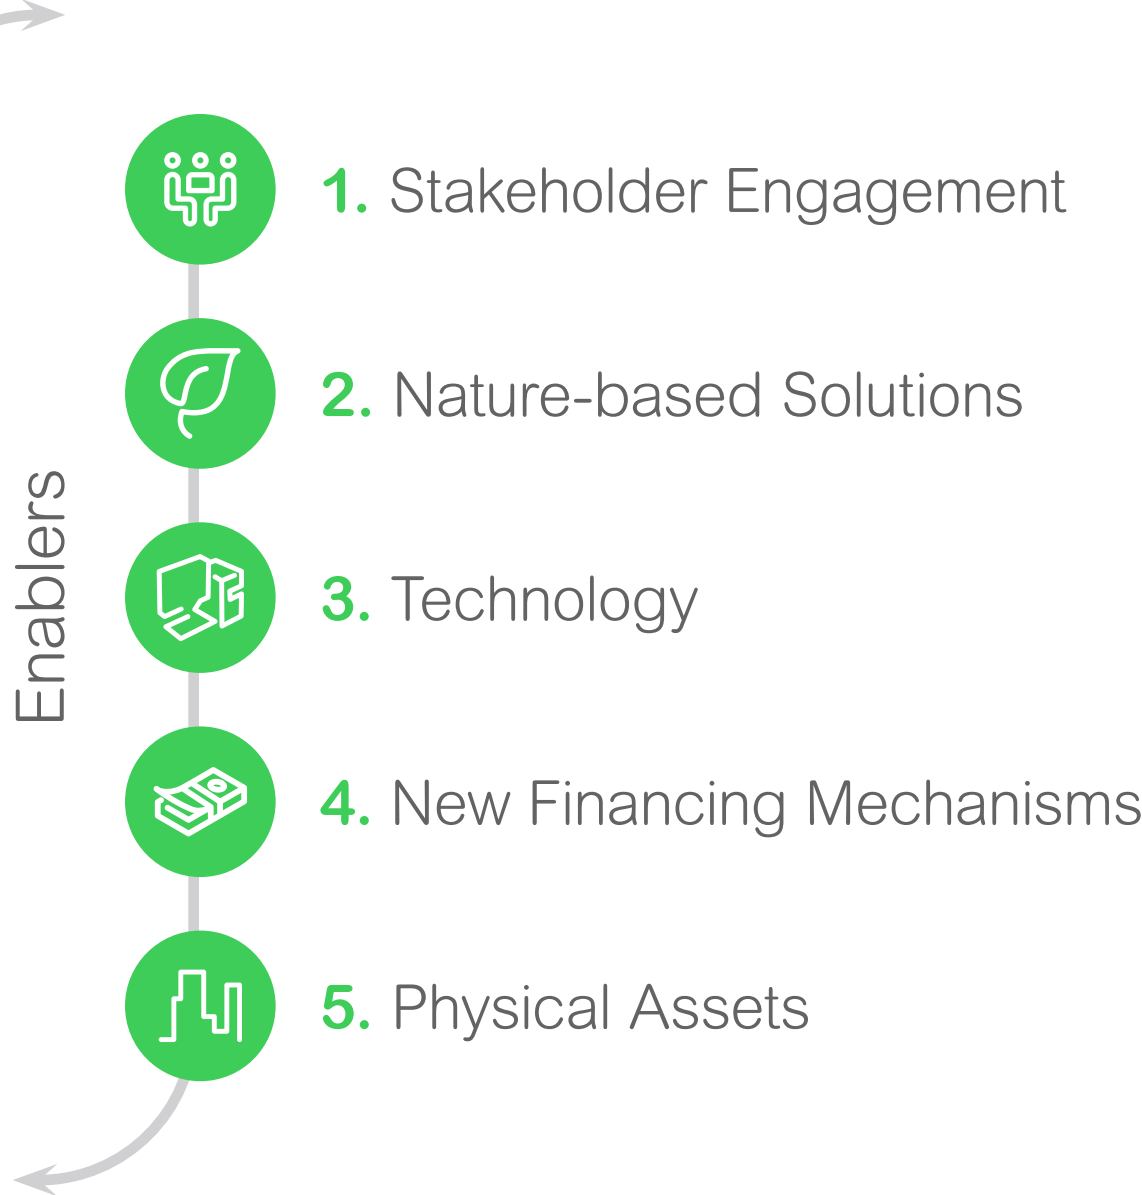 Enablers
1. Stakeholder Engagement
2. Nature-based Solutions
3. Technology
4. New Financing Mechanisms
5. Physical Assets